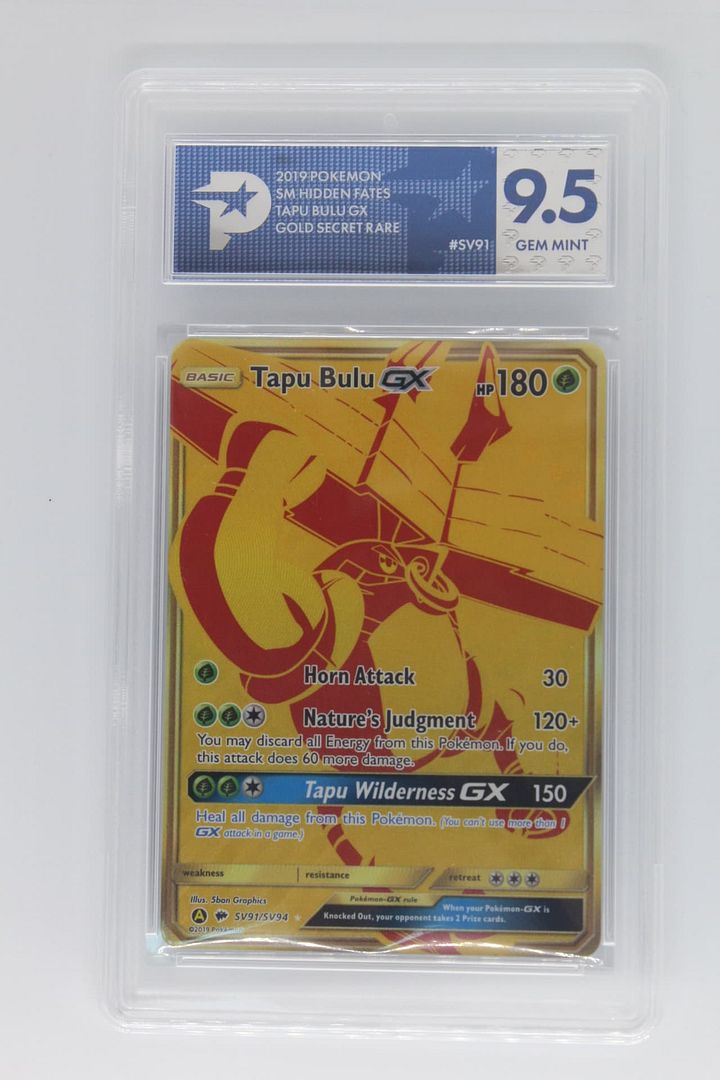 2019 POKEMON
SM HIDDEN FATES
TAPU BULU GX
GOLD SECRET RARE
#SV91
9.5
GEM MINT
BASIC Tapu Bulu GX HP 180
Horn Attack 30
Nature's Judgment 120+
You may discard all Energy from this Pokémon. If you do,
this attack does 60 more damage.
Tapu Wilderness GX 150
Heal all damage from this Pokémon. (You can't use more than 1
GX attack in a game.)
weakness resistance retreat
Illus. 5ban Graphics
Pokémon-GX rule
When your Pokémon-GX is
Knocked Out, your opponent takes 2 Prize cards.
A SV91/SV94
©2019 Pokémon